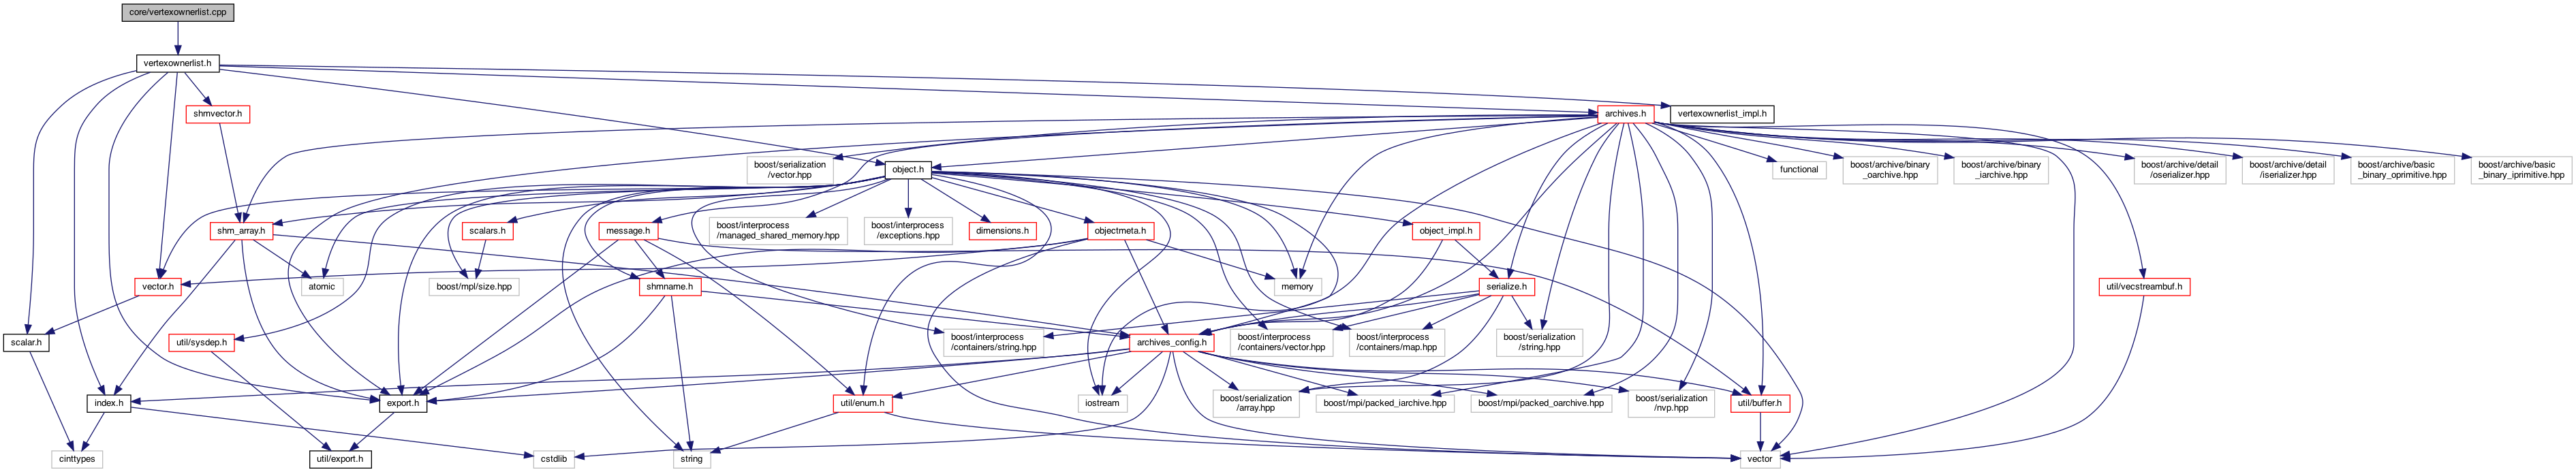 core/vertexownerlist.cpp
vertexownerlist.h
shmvector.h
archives.h
vertexownerlist_impl.h
boost/serialization
/vector.hpp
object.h
functional
boost/archive/binary
_oarchive.hpp
boost/archive/binary
_iarchive.hpp
boost/archive/detail
/oserializer.hpp
boost/archive/detail
/iserializer.hpp
boost/archive/basic
_binary_oprimitive.hpp
boost/archive/basic
_binary_iprimitive.hpp
shm_array.h
scalars.h
message.h
boost/interprocess
/managed_shared_memory.hpp
boost/interprocess
/exceptions.hpp
dimensions.h
objectmeta.h
object_impl.h
vector.h
atomic
boost/mpl/size.hpp
shmname.h
memory
serialize.h
util/vecstreambuf.h
scalar.h
util/sysdep.h
boost/interprocess
/containers/string.hpp
archives_config.h
boost/interprocess
/containers/vector.hpp
boost/interprocess
/containers/map.hpp
boost/serialization
/string.hpp
index.h
export.h
util/enum.h
iostream
boost/serialization
/array.hpp
boost/mpi/packed_iarchive.hpp
boost/mpi/packed_oarchive.hpp
boost/serialization
/nvp.hpp
util/buffer.h
cinttypes
util/export.h
cstdlib
string
vector